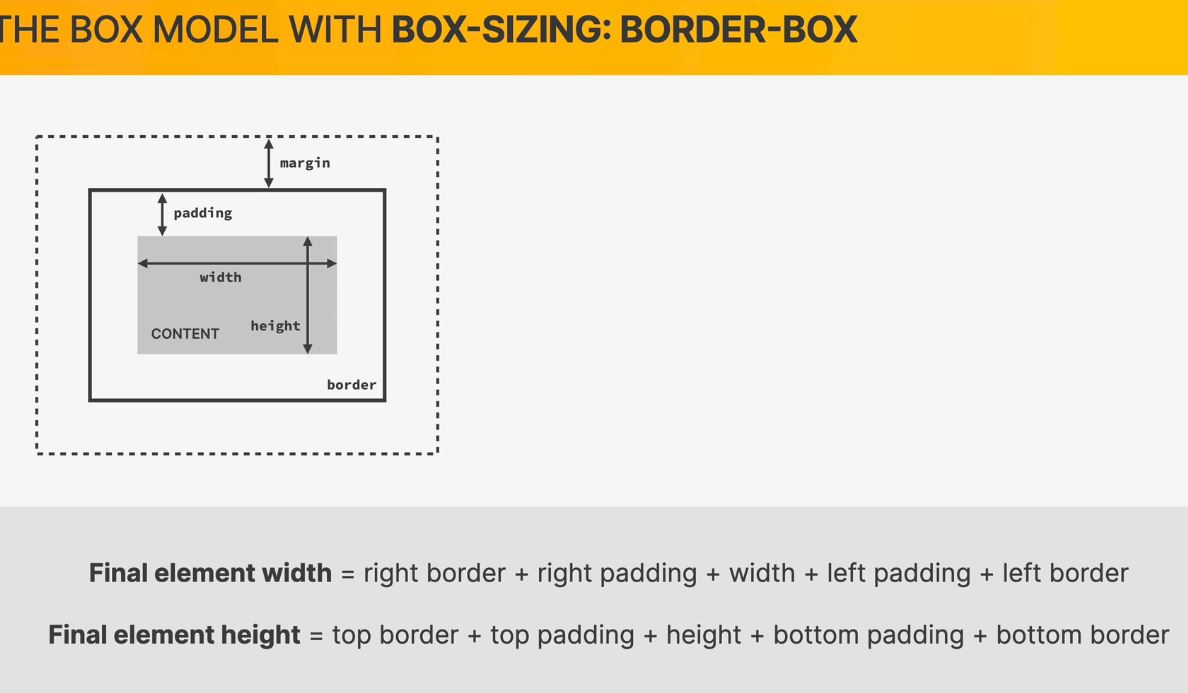 THE BOX MODEL WITH BOX-SIZING: BORDER-BOX
margin
padding
width
height
CONTENT
border
Final element width = right border + right padding + width + left padding + left border
Final element height = top border + top padding + height + bottom padding + bottom border